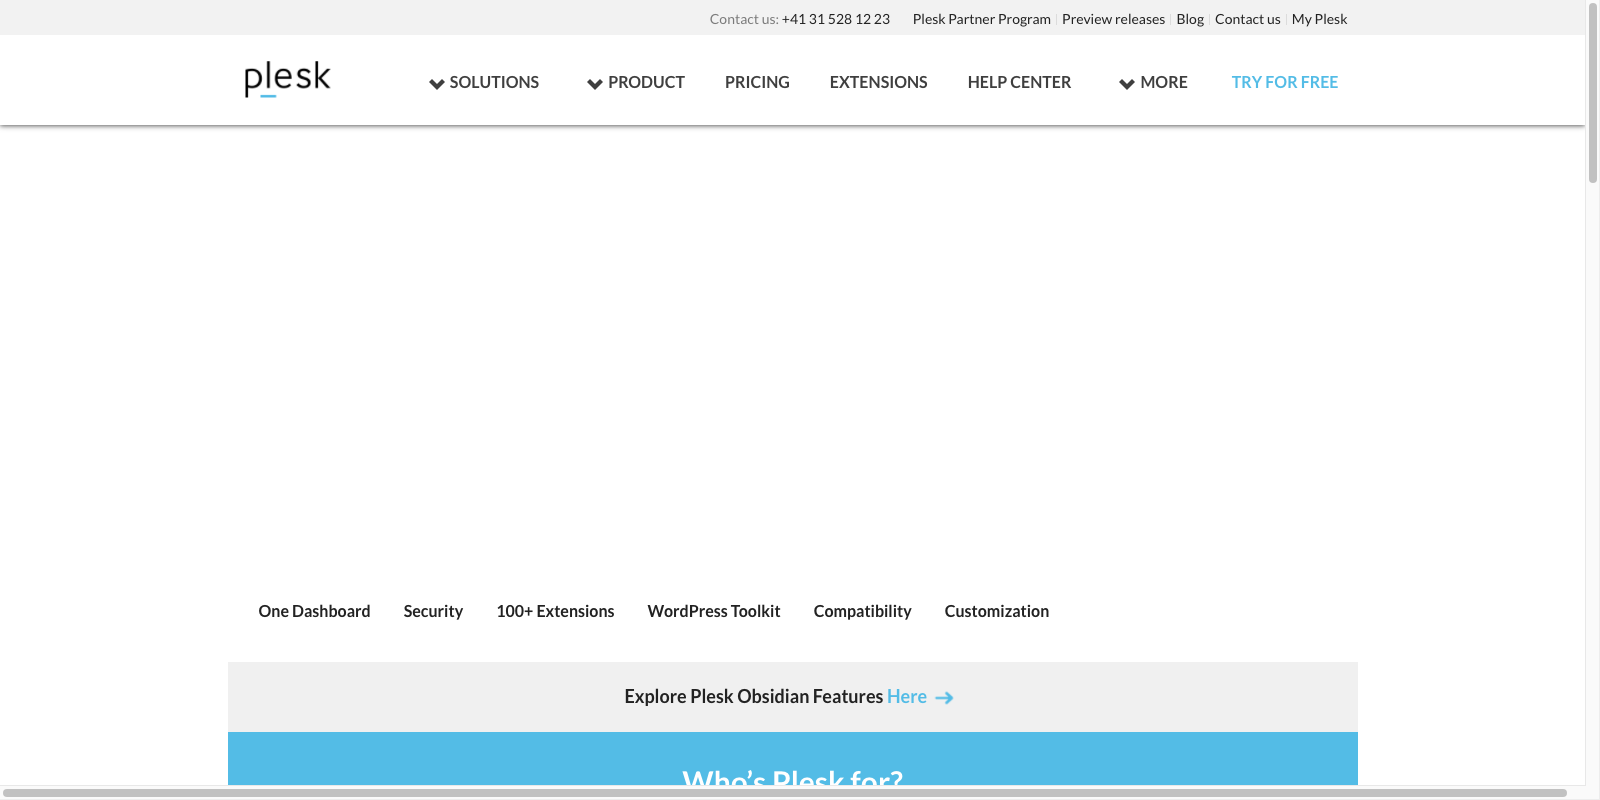 Contact us: +41 31 528 12 23 Plesk Partner Program Preview releases Blog Contact us My Plesk
plesk SOLUTIONS PRODUCT PRICING EXTENSIONS HELP CENTER MORE TRY FOR FREE
One Dashboard Security 100+ Extensions WordPress Toolkit Compatibility Customization
Explore Plesk Obsidian Features Here
Who’s Plesk for?